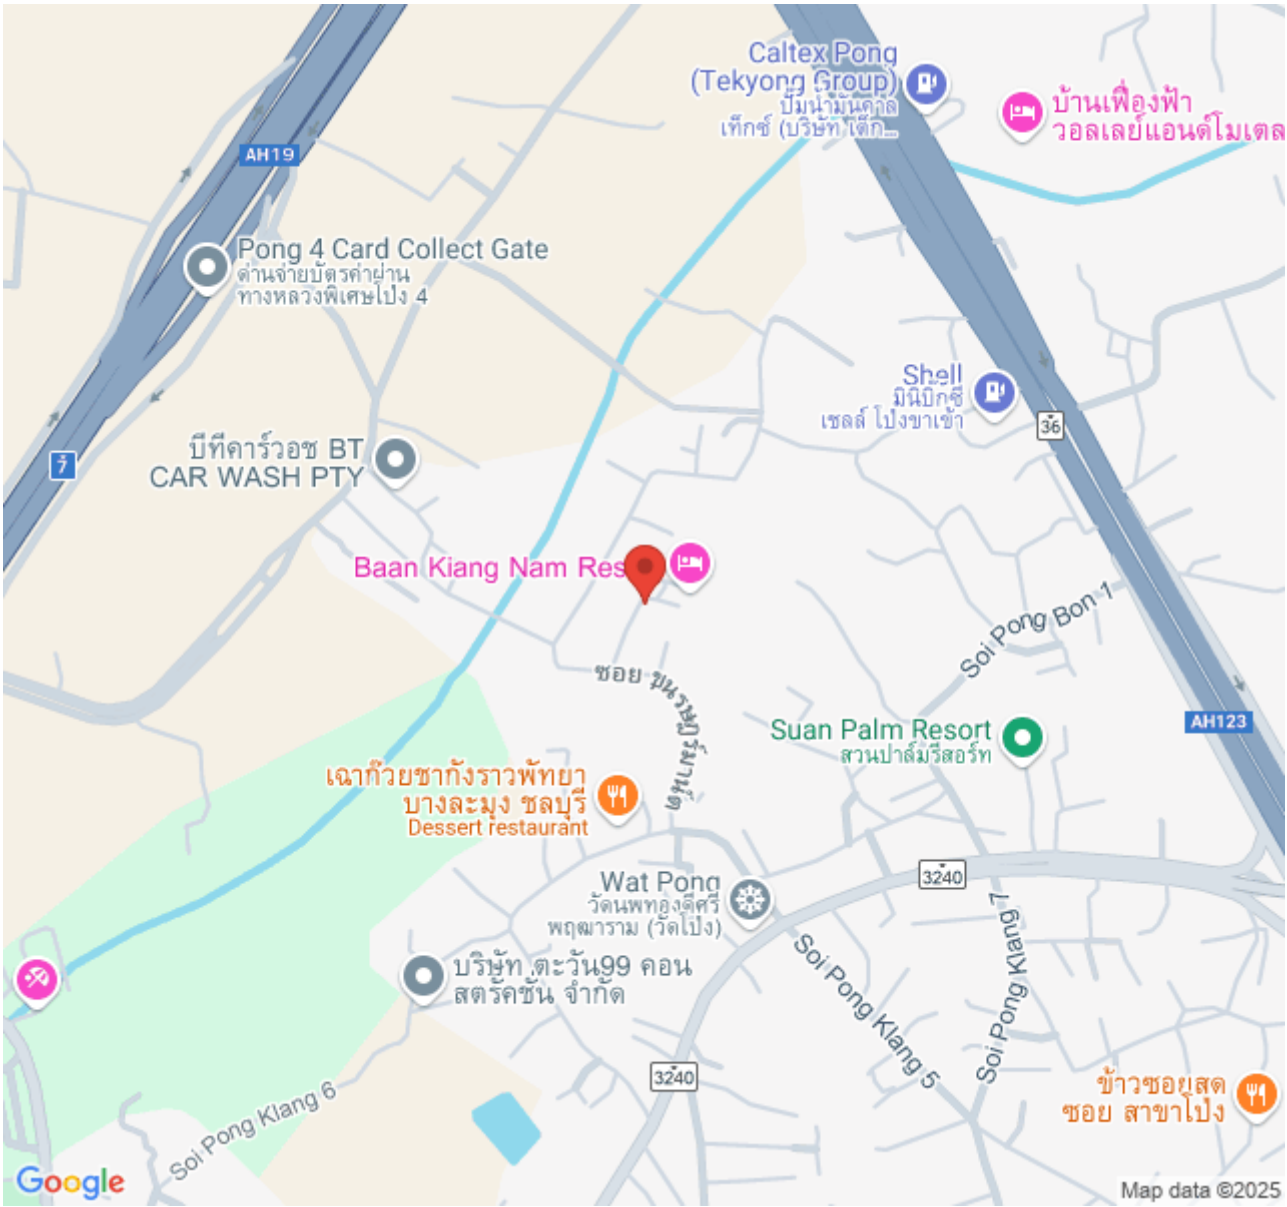 Caltex Pong
(Tekyong Group)
ปั๊มน้ำมันคาล
เท็กซ์ (บริษัท เต็ก...
บ้านเฟื่องฟ้า
วอลเลย์แอนด์โมเตล
AH19
Pong 4 Card Collect Gate
ด่านจ่ายบัตรค่าผ่าน
ทางหลวงพิเศษโป่ง 4
Shell
มินิบิ๊กซี
เชลล์ โป่งขาเข้า
36
7
บีทีคาร์วอช BT
CAR WASH PTY
Baan Kiang Nam Res
Soi Pong Bon 1
ซอย ขุนรษฎร์มานัต
AH123
Suan Palm Resort
สวนปาล์มรีสอร์ท
เฉาก๊วยชากังราวพัทยา
บางละมุง ชลบุรี
Dessert restaurant
3240
Wat Pong
วัดนพทองดีศรี
พฤฒาราม (วัดโป่ง)
Soi Pong Klang 7
บริษัท ตะวัน99 คอน
สตรัคชั่น จำกัด
Soi Pong Klang 5
3240
ข้าวซอยสด
ซอย สาขาโป่ง
Soi Pong Klang 6
Google
Map data ©2025